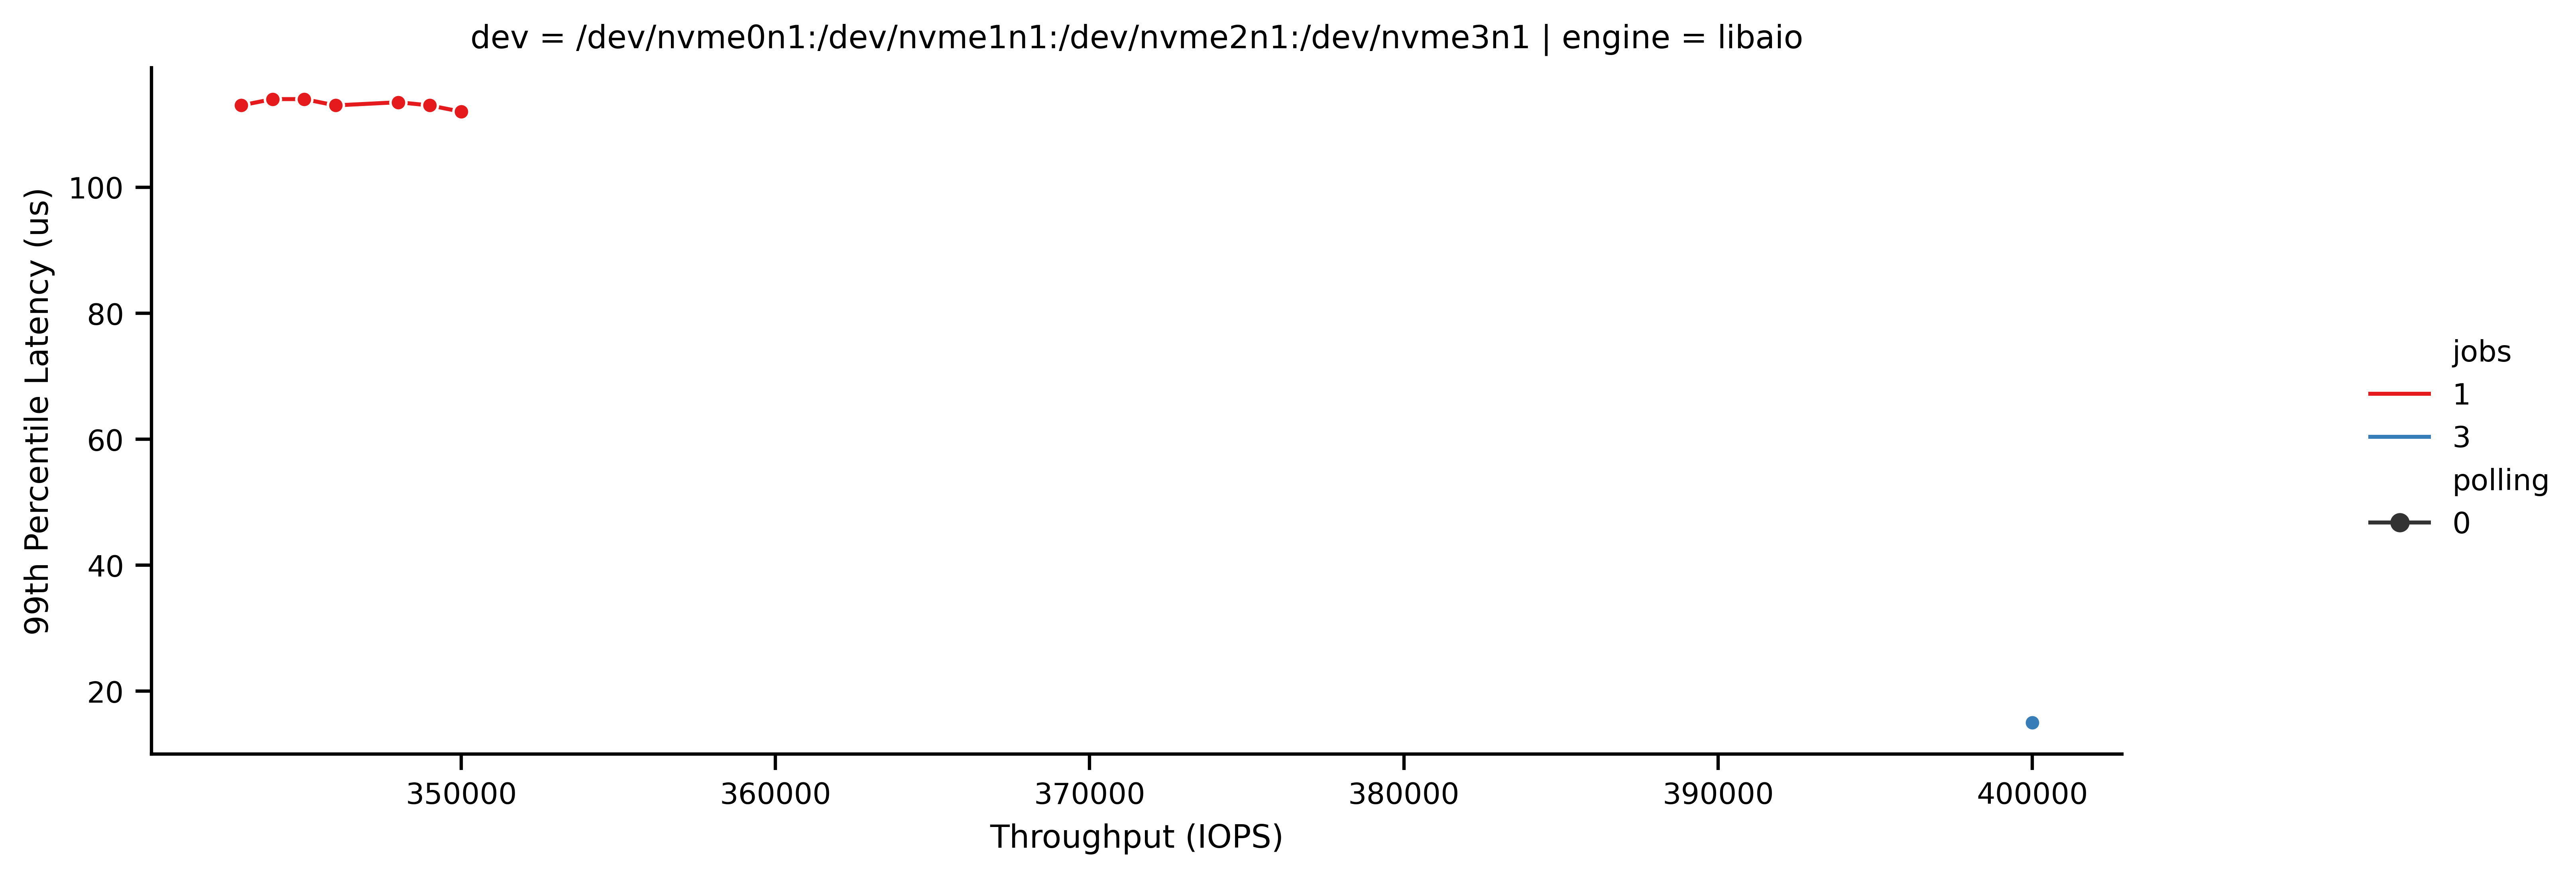 dev = /dev/nvme0n1:/dev/nvme1n1:/dev/nvme2n1:/dev/nvme3n1 | engine = libaio
99th Percentile Latency (us)
100
80
60
40
20
350000 360000 370000 380000 390000 400000
Throughput (IOPS)
jobs
1
3
polling
0